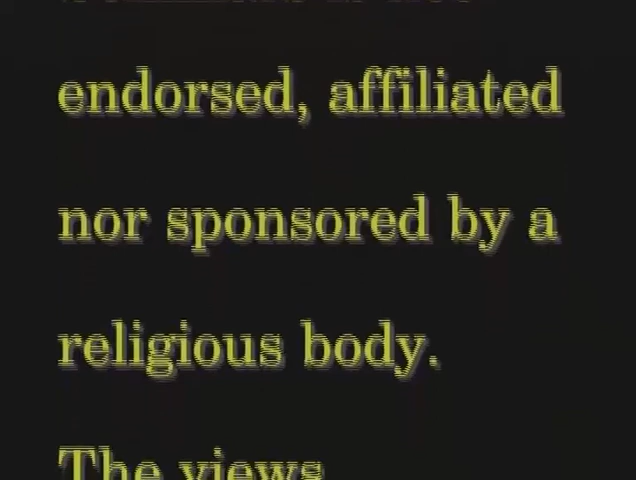 endorsed, affiliated
nor sponsored by a
religious body.
The views